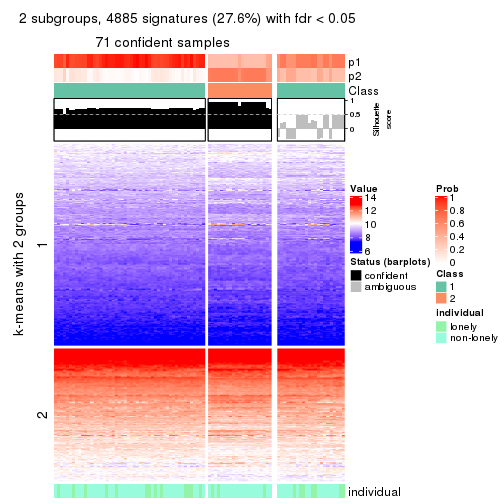 2 subgroups, 4885 signatures (27.6%) with fdr < 0.05
71 confident samples
p1
p2
Class
1
0.5
0
Silhouette
score
k-means with 2 groups
1
2
individual
Value
14
12
10
8
6
Status (barplots)
confident
ambiguous
Prob
1
0.8
0.6
0.4
0.2
0
Class
1
2
individual
lonely
non-lonely